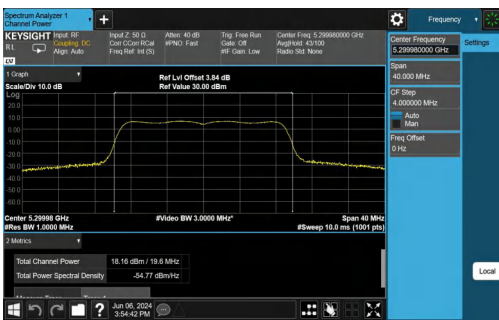 Spectrum Analyzer 1
Channel Power
Frequency
KEYSIGHT
RL
Input: RF
Coupling: DC
Align: Auto
Input Z: 50 Ω
Corr CCorr RCal
Freq Ref: Int (S)
Atten: 40 dB
#PNO: Fast
Trig: Free Run
Gate: Off
#IF Gain: Low
Center Freq: 5.299980000 GHz
Avg|Hold: 43/100
Radio Std: None
Center Frequency
5.299980000 GHz
Settings
Span
40.000 MHz
CF Step
4.000000 MHz
Auto
Man
Freq Offset
0 Hz
1 Graph
Scale/Div 10.0 dB
Ref Lvl Offset 3.84 dB
Ref Value 30.00 dBm
Log
20.0
10.0
0.00
-10.0
-20.0
-30.0
-40.0
-50.0
-60.0
Center 5.29998 GHz
#Res BW 1.0000 MHz
#Video BW 3.0000 MHz*
Span 40 MHz
#Sweep 10.0 ms (1001 pts)
2 Metrics
Total Channel Power
18.16 dBm / 19.6 MHz
Total Power Spectral Density
-54.77 dBm/Hz
Local
?
Jun 06, 2024
3:54:42 PM